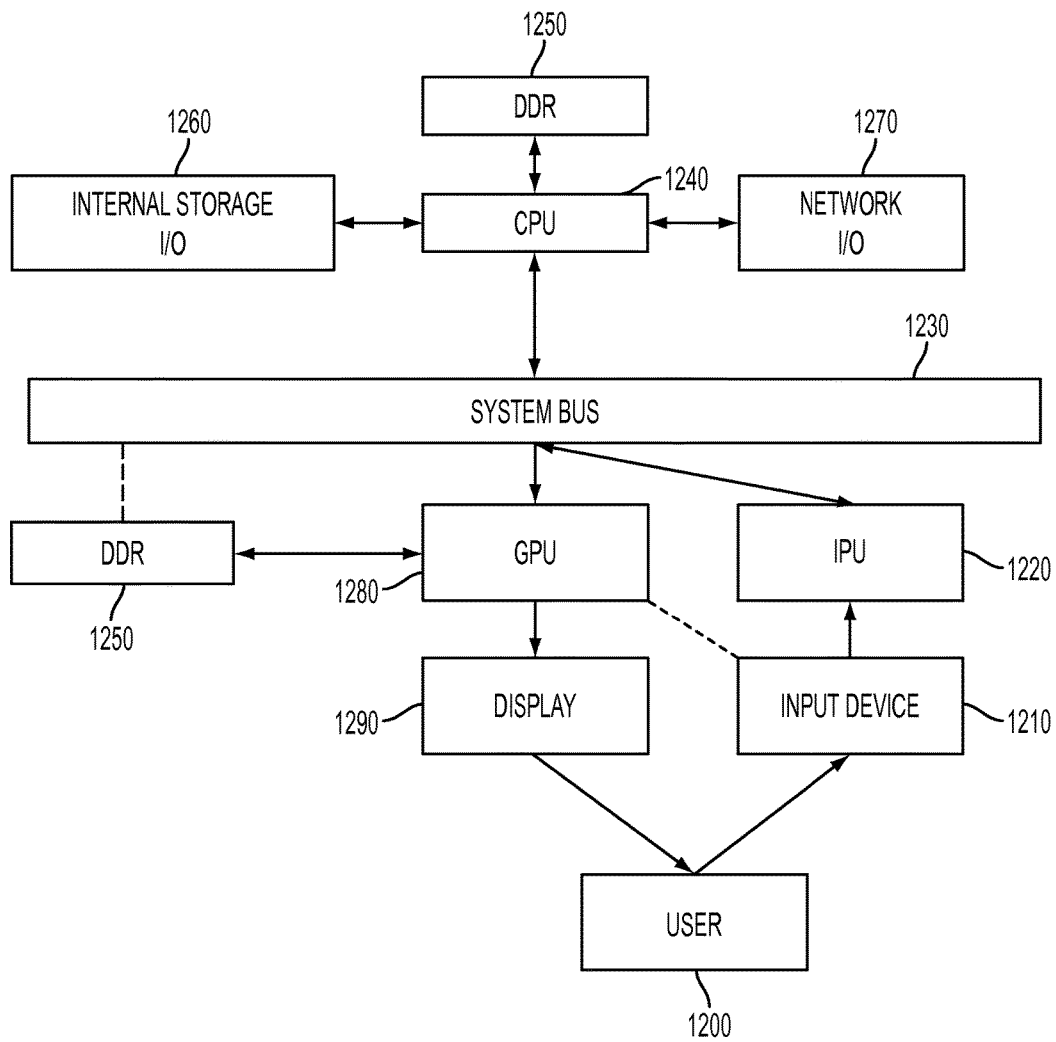 1250
DDR
1260
1270
1240
INTERNAL STORAGE
I/O
CPU
NETWORK
I/O
1230
SYSTEM BUS
DDR
1250
GPU
1280
IPU
1220
1290
DISPLAY
INPUT DEVICE
1210
USER
1200